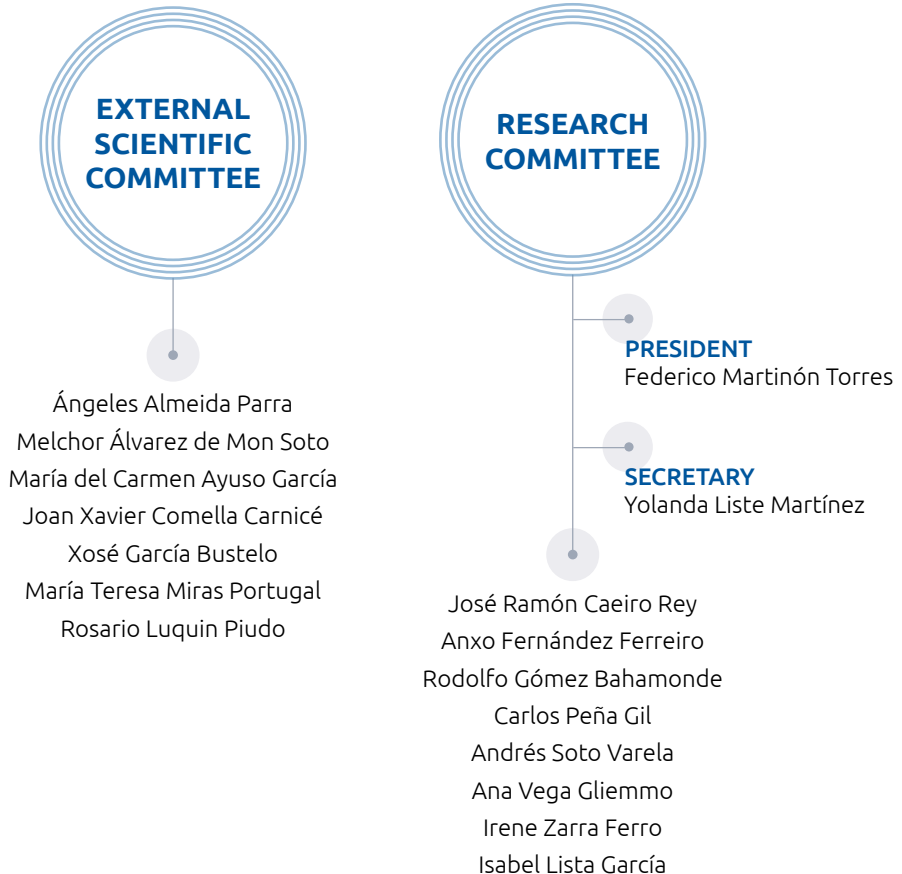 EXTERNAL
SCIENTIFIC
COMMITTEE
Ángeles Almeida Parra
Melchor Álvarez de Mon Soto
María del Carmen Ayuso García
Joan Xavier Comella Carnicé
Xosé García Bustelo
María Teresa Miras Portugal
Rosario Luquin Piudo
RESEARCH
COMMITTEE
PRESIDENT
Federico Martinón Torres
SECRETARY
Yolanda Liste Martínez
José Ramón Caeiro Rey
Anxo Fernández Ferreiro
Rodolfo Gómez Bahamonde
Carlos Peña Gil
Andrés Soto Varela
Ana Vega Gliemmo
Irene Zarra Ferro
Isabel Lista García